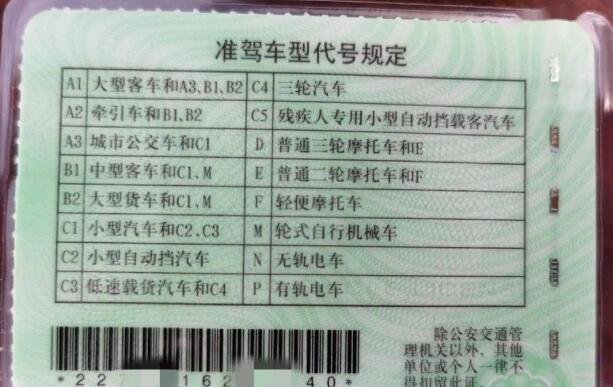 准驾车型代号规定
A1 大型客车和A3、B1、B2 C4 三轮汽车
A2 牵引车和B1、B2 C5 残疾人专用小型自动挡载客汽车
A3 城市公交车和C1 D 普通三轮摩托车和E
B1 中型客车和C1、M E 普通二轮摩托车和F
B2 大型货车和C1、M F 轻便摩托车
C1 小型汽车和C2、C3 M 轮式自行机械车
C2 小型自动挡汽车 N 无轨电车
C3 低速载货汽车和C4 P 有轨电车
除公安交通管
理机关以外，其他
单位或个人一律不
得扣留此证。
*22 162 40*